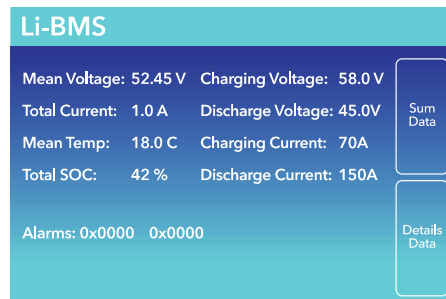 Li-BMS
Mean Voltage: 52.45 V Charging Voltage: 58.0 V
Total Current: 1.0 A Discharge Voltage: 45.0V
Mean Temp: 18.0 C Charging Current: 70A
Total SOC: 42 % Discharge Current: 150A
Alarms: 0x0000 0x0000
Sum
Data
Details
Data